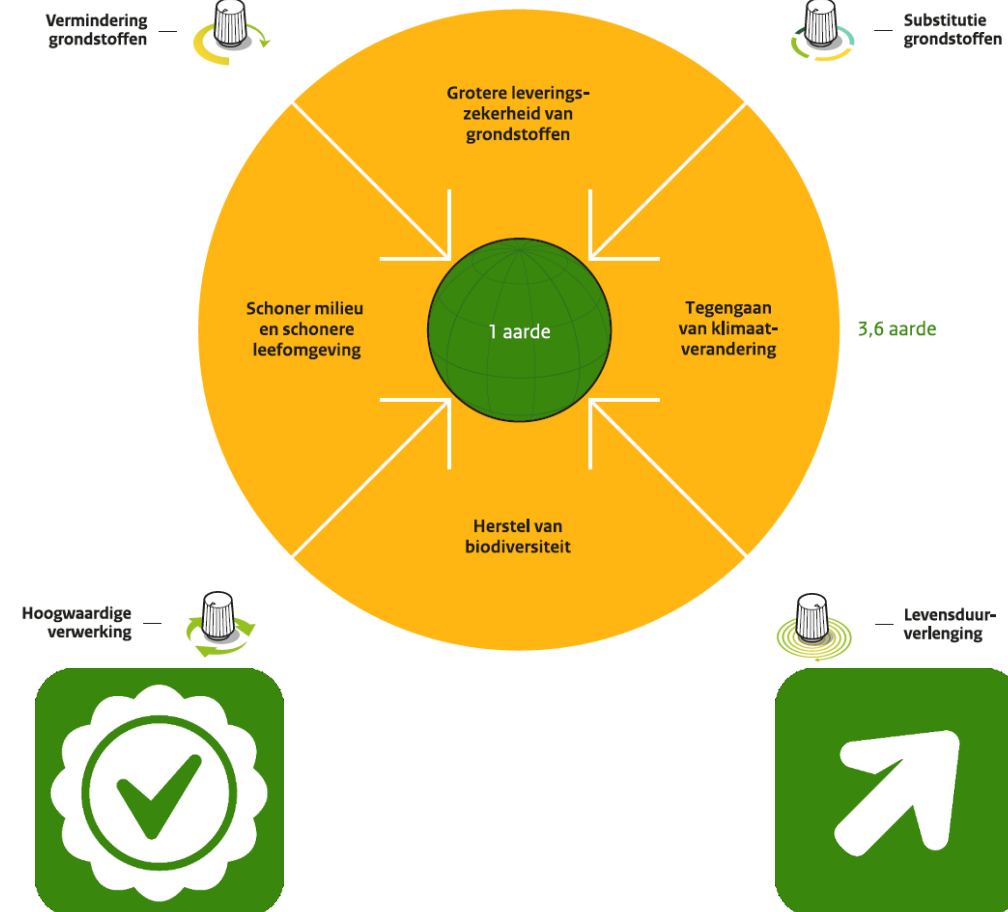 Vermindering
grondstoffen
Substitutie
grondstoffen
Grotere leverings-
zekerheid van
grondstoffen
Schoner milieu
en schonere
leefomgeving
1 aarde
Tegengaan
van klimaat-
verandering
3,6 aarde
Herstel van
biodiversiteit
Hoogwaardige
verwerking
Levensduur-
verlenging